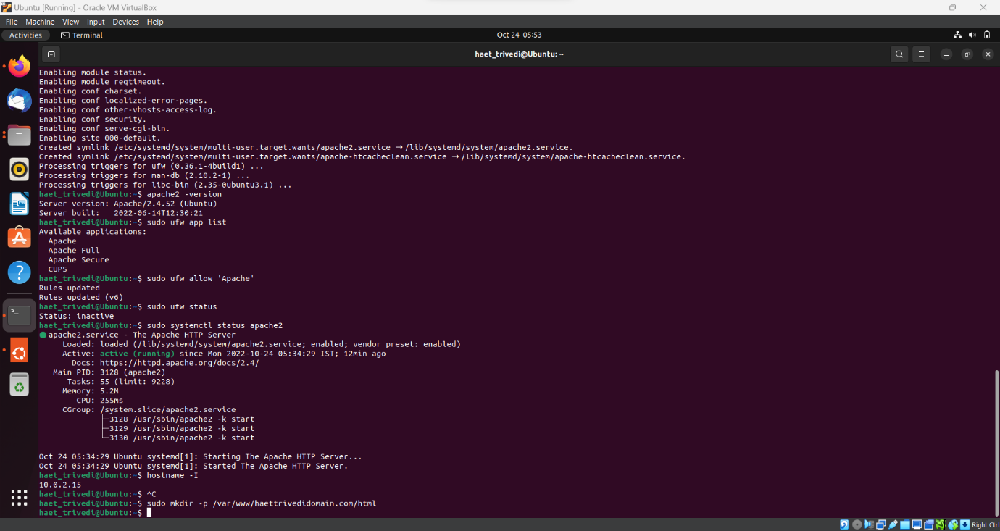 Ubuntu [Running] - Oracle VM VirtualBox
File Machine View Input Devices Help
Activities Terminal Oct 24 05:53
haet_trivedi@Ubuntu: ~
Enabling module status.
Enabling module reqtimeout.
Enabling conf charset.
Enabling conf localized-error-pages.
Enabling conf other-vhosts-access-log.
Enabling conf security.
Enabling conf serve-cgi-bin.
Enabling site 000-default.
Created symlink /etc/systemd/system/multi-user.target.wants/apache2.service → /lib/systemd/system/apache2.service.
Created symlink /etc/systemd/system/multi-user.target.wants/apache-htcacheclean.service → /lib/systemd/system/apache-htcacheclean.service.
Processing triggers for ufw (0.36.1-4build1) ...
Processing triggers for man-db (2.10.2-1) ...
Processing triggers for libc-bin (2.35-0ubuntu3.1) ...
haet_trivedi@Ubuntu:~$ apache2 -version
Server version: Apache/2.4.52 (Ubuntu)
Server built:   2022-06-14T12:30:21
haet_trivedi@Ubuntu:~$ sudo ufw app list
Available applications:
  Apache
  Apache Full
  Apache Secure
  CUPS
haet_trivedi@Ubuntu:~$ sudo ufw allow 'Apache'
Rules updated
Rules updated (v6)
haet_trivedi@Ubuntu:~$ sudo ufw status
Status: inactive
haet_trivedi@Ubuntu:~$ sudo systemctl status apache2
● apache2.service - The Apache HTTP Server
     Loaded: loaded (/lib/systemd/system/apache2.service; enabled; vendor preset: enabled)
     Active: active (running) since Mon 2022-10-24 05:34:29 IST; 12min ago
       Docs: https://httpd.apache.org/docs/2.4/
   Main PID: 3128 (apache2)
      Tasks: 55 (limit: 9228)
     Memory: 5.2M
        CPU: 255ms
     CGroup: /system.slice/apache2.service
             ├─3128 /usr/sbin/apache2 -k start
             ├─3129 /usr/sbin/apache2 -k start
             └─3130 /usr/sbin/apache2 -k start
Oct 24 05:34:29 Ubuntu systemd[1]: Starting The Apache HTTP Server...
Oct 24 05:34:29 Ubuntu systemd[1]: Started The Apache HTTP Server.
haet_trivedi@Ubuntu:~$ hostname -I
10.0.2.15
haet_trivedi@Ubuntu:~$ ^C
haet_trivedi@Ubuntu:~$ sudo mkdir -p /var/www/haettrivedidomain.com/html
haet_trivedi@Ubuntu:~$
Right Ctrl